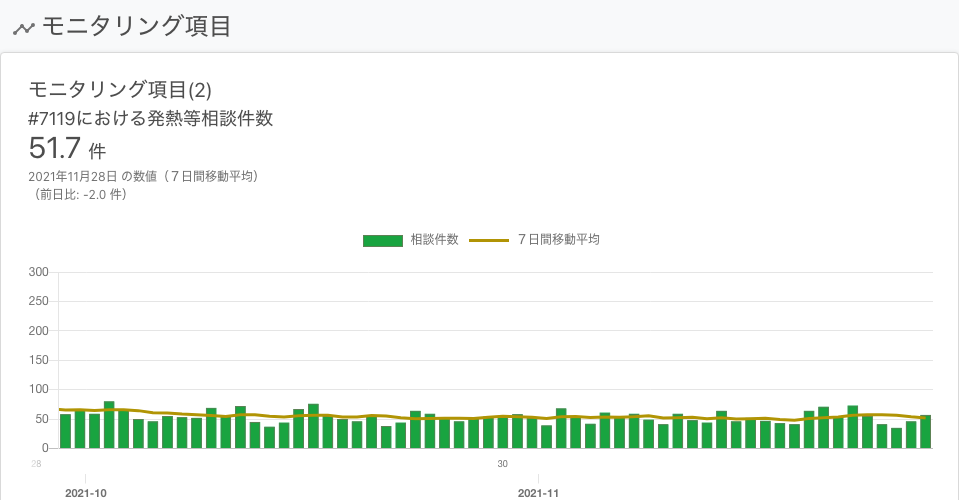 モニタリング項目
モニタリング項目(2)
#7119における発熱等相談件数
51.7 件
2021年11月28日 の数値（７日間移動平均）
（前日比: -2.0 件）
相談件数 ７日間移動平均
300
250
200
150
100
50
0
28 30
2021-10 2021-11